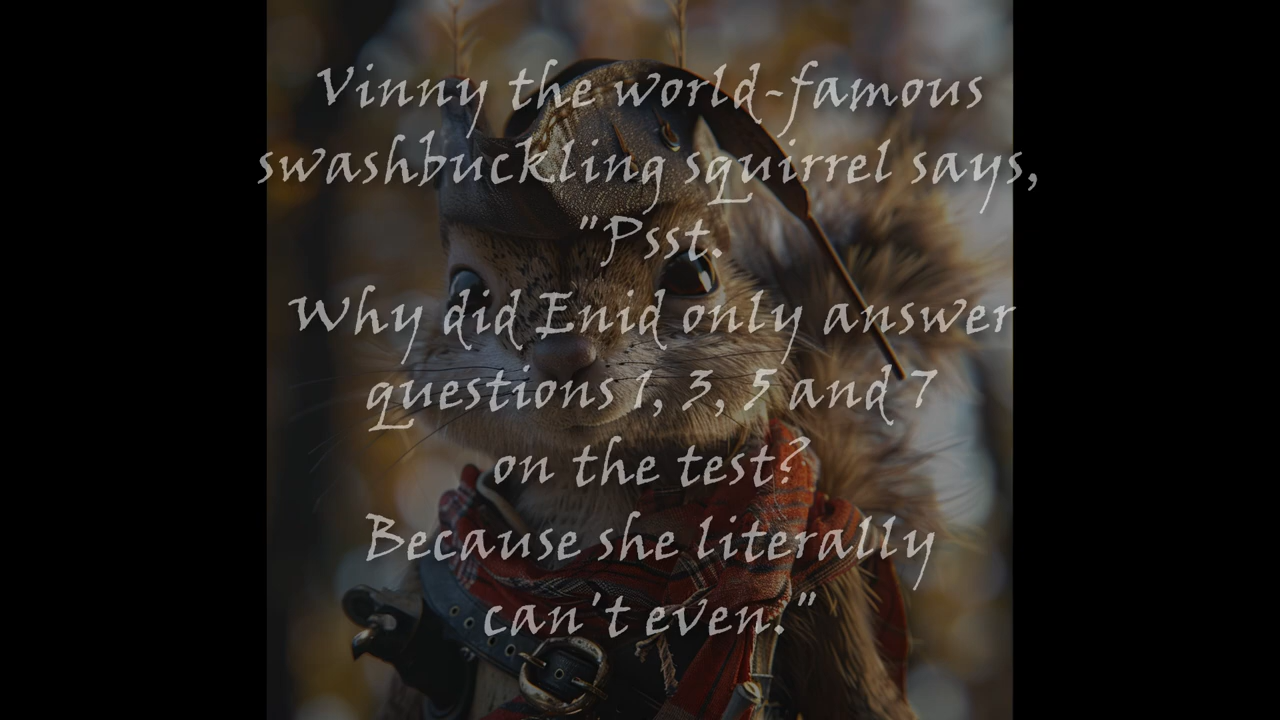 Vinny the world-famous
swashbuckling squirrel says,
"Psst.
Why did Enid only answer
questions 1, 3, 5 and 7
on the test?
Because she literally
can't even."